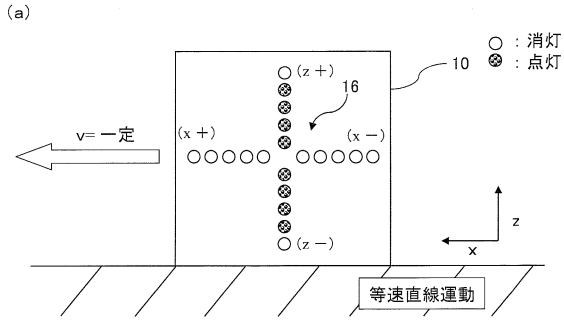 (a)
○：消灯
：点灯
10
(z+)
16
(x+)
(x−)
v= 一定
(z−)
z
x
等速直線運動